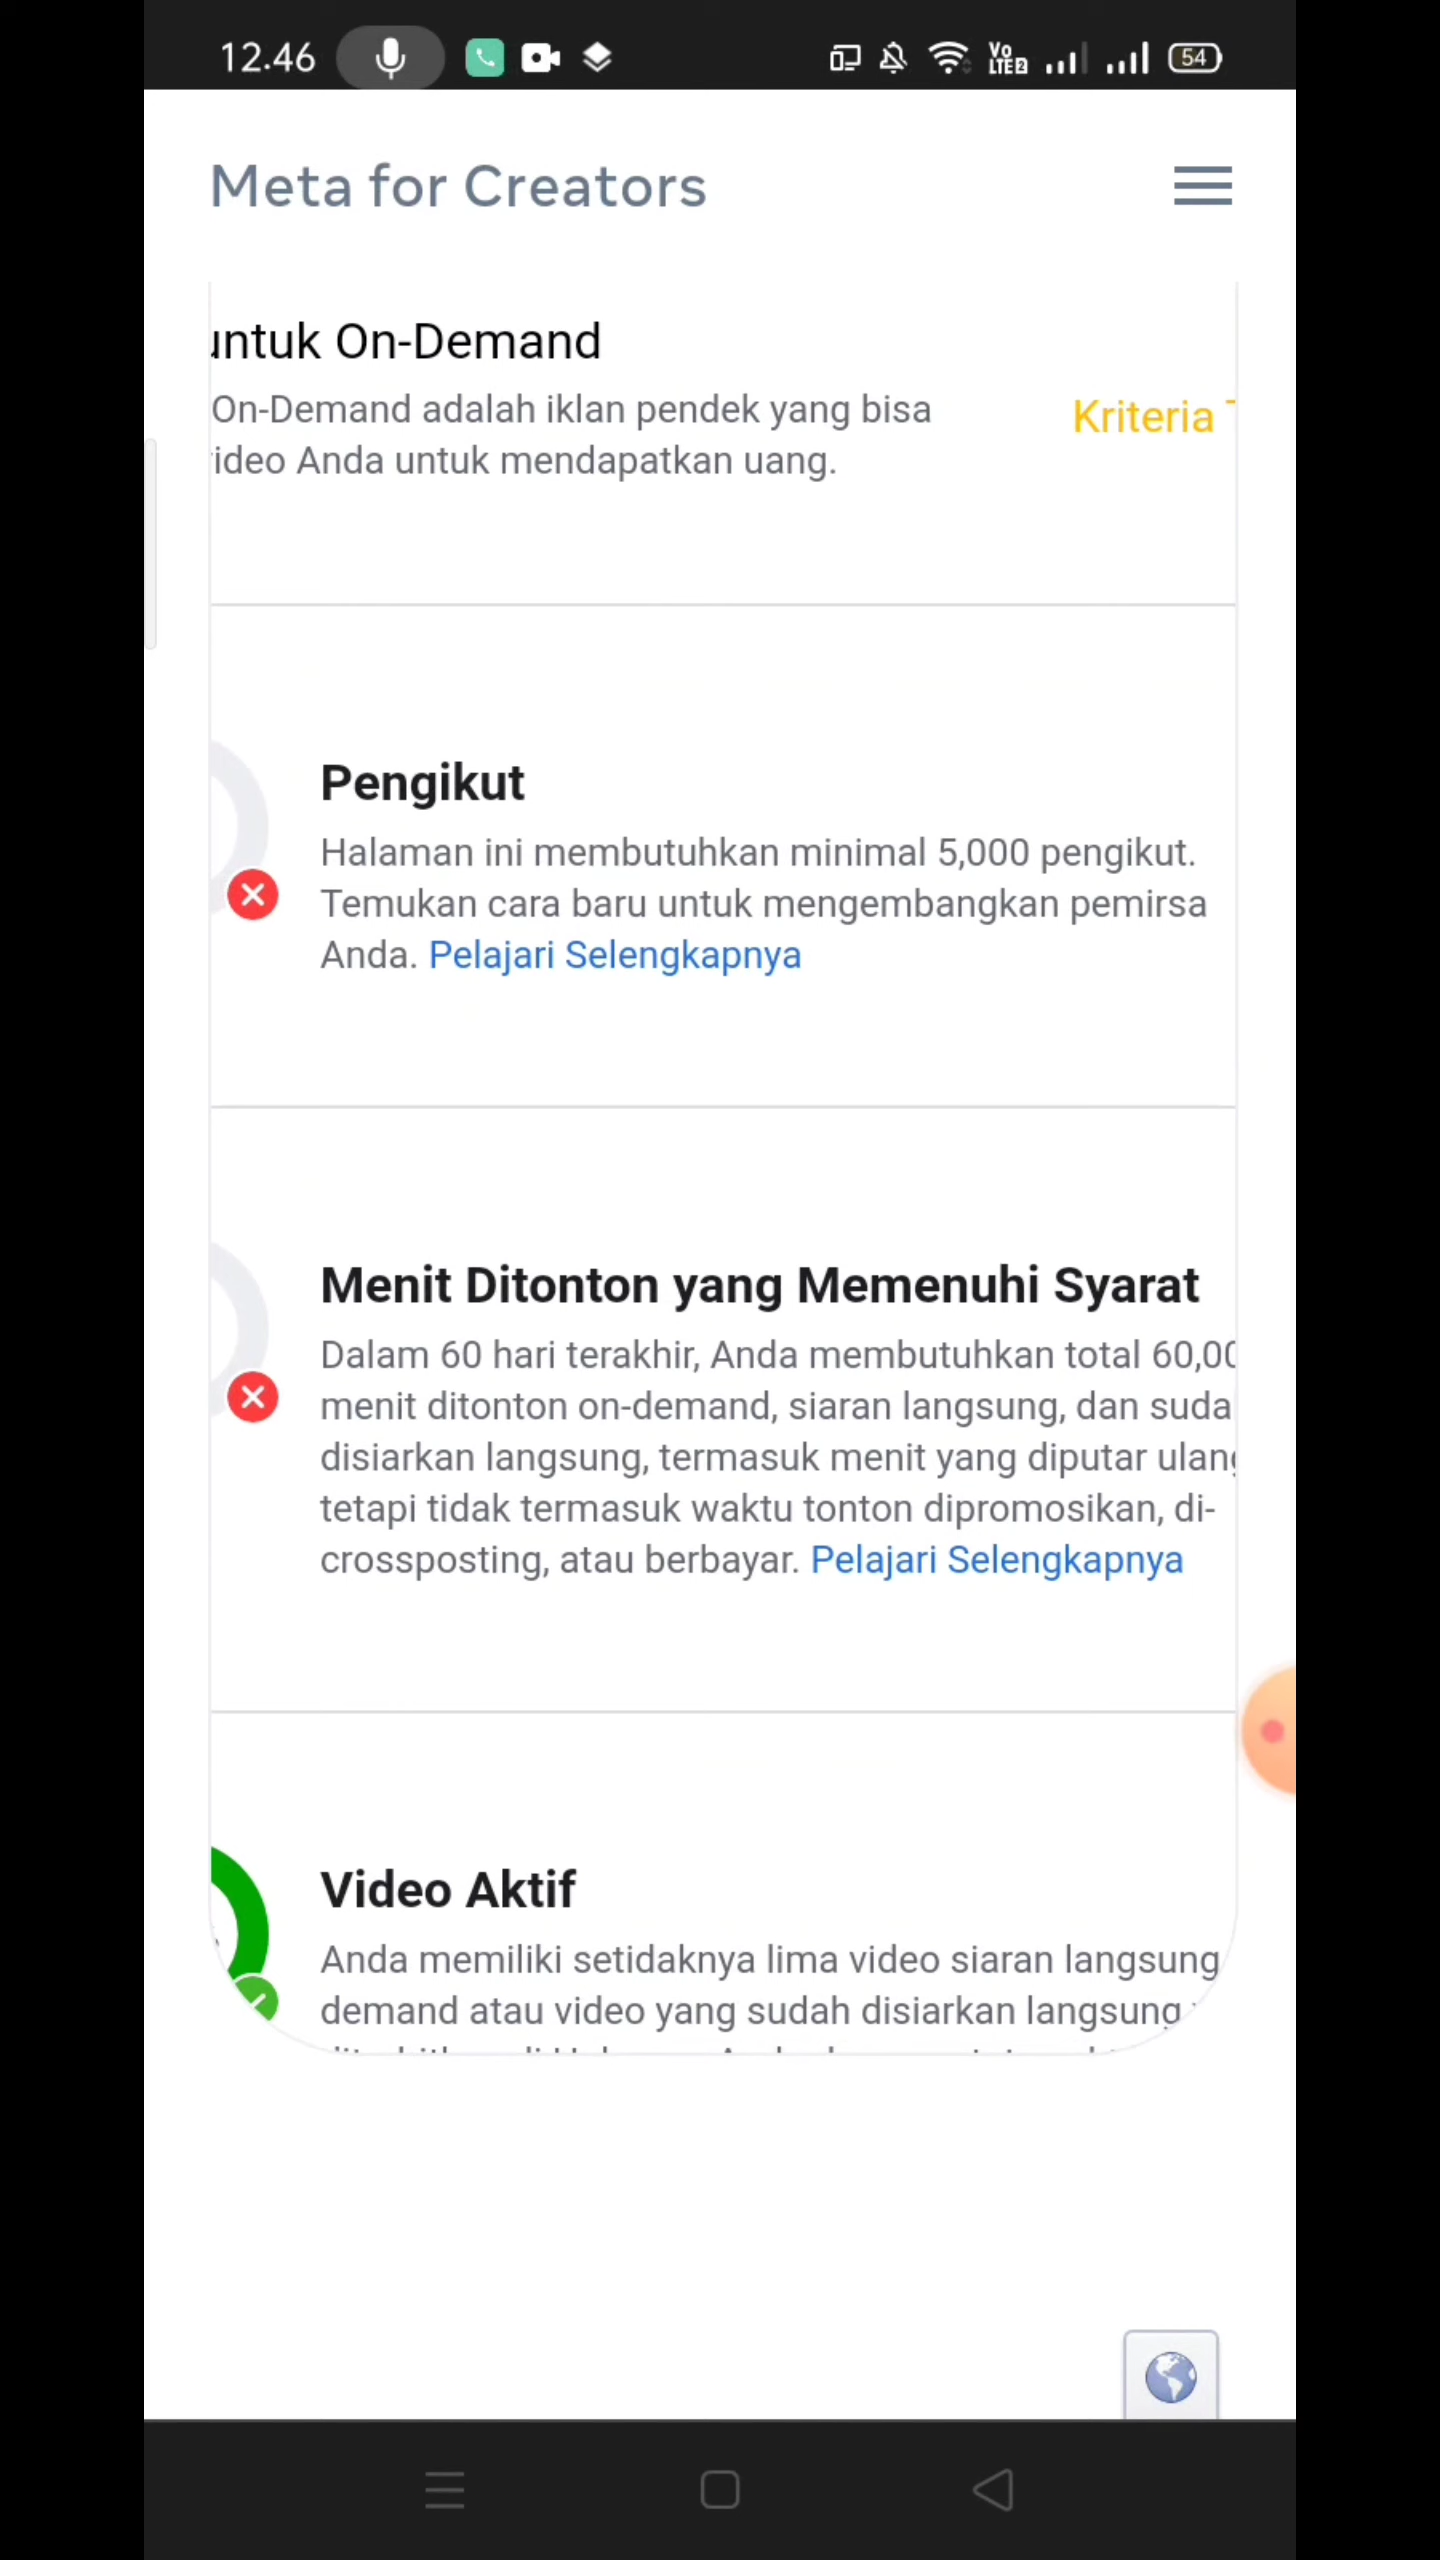 12.46
Vo
LTE2
54
Meta for Creators
untuk On-Demand
On-Demand adalah iklan pendek yang bisa
Kriteria
video Anda untuk mendapatkan uang.
Pengikut
Halaman ini membutuhkan minimal 5,000 pengikut.
Temukan cara baru untuk mengembangkan pemirsa
Anda. Pelajari Selengkapnya
Menit Ditonton yang Memenuhi Syarat
Dalam 60 hari terakhir, Anda membutuhkan total 60,00
menit ditonton on-demand, siaran langsung, dan suda
disiarkan langsung, termasuk menit yang diputar ulang
tetapi tidak termasuk waktu tonton dipromosikan, di-
crossposting, atau berbayar. Pelajari Selengkapnya
Video Aktif
Anda memiliki setidaknya lima video siaran langsung
demand atau video yang sudah disiarkan langsung